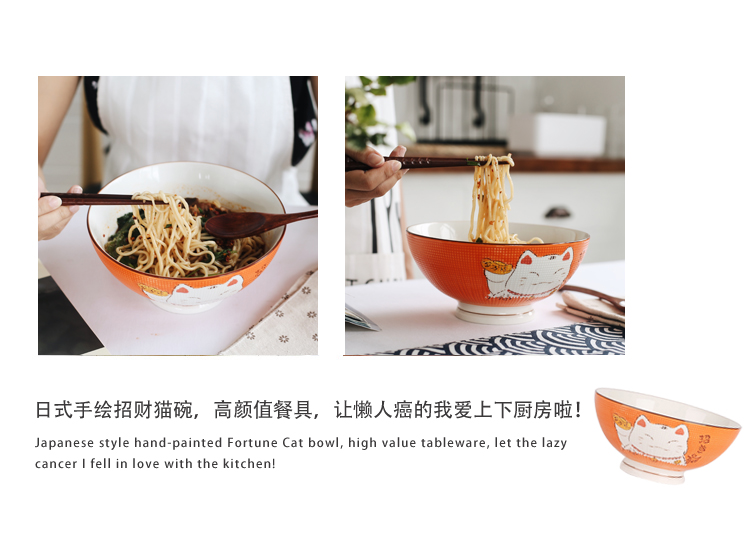 日式手绘招财猫碗，高颜值餐具，让懒人癌的我爱上下厨房啦！
Japanese style hand-painted Fortune Cat bowl, high value tableware, let the lazy
cancer I fell in love with the kitchen!